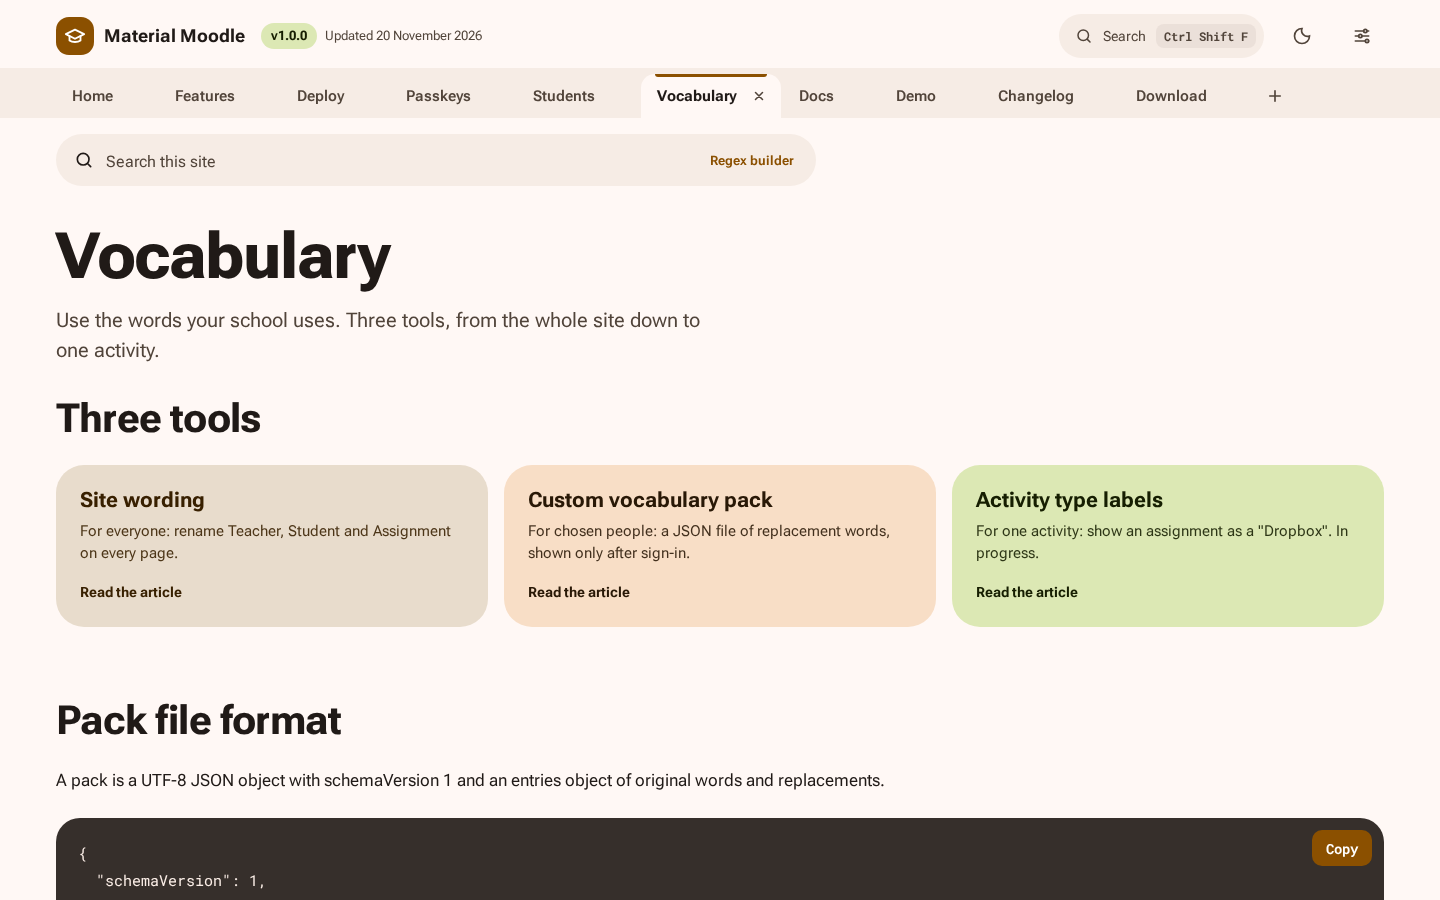 Material Moodle
v1.0.0
Updated 20 November 2026
Search
Ctrl Shift F
Home
Features
Deploy
Passkeys
Students
Vocabulary
Docs
Demo
Changelog
Download
Search this site
Regex builder
Vocabulary
Use the words your school uses. Three tools, from the whole site down to
one activity.
Three tools
Site wording
For everyone: rename Teacher, Student and Assignment
on every page.
Read the article
Custom vocabulary pack
For chosen people: a JSON file of replacement words,
shown only after sign-in.
Read the article
Activity type labels
For one activity: show an assignment as a "Dropbox". In
progress.
Read the article
Pack file format
A pack is a UTF-8 JSON object with schemaVersion 1 and an entries object of original words and replacements.
Copy
{
"schemaVersion": 1,